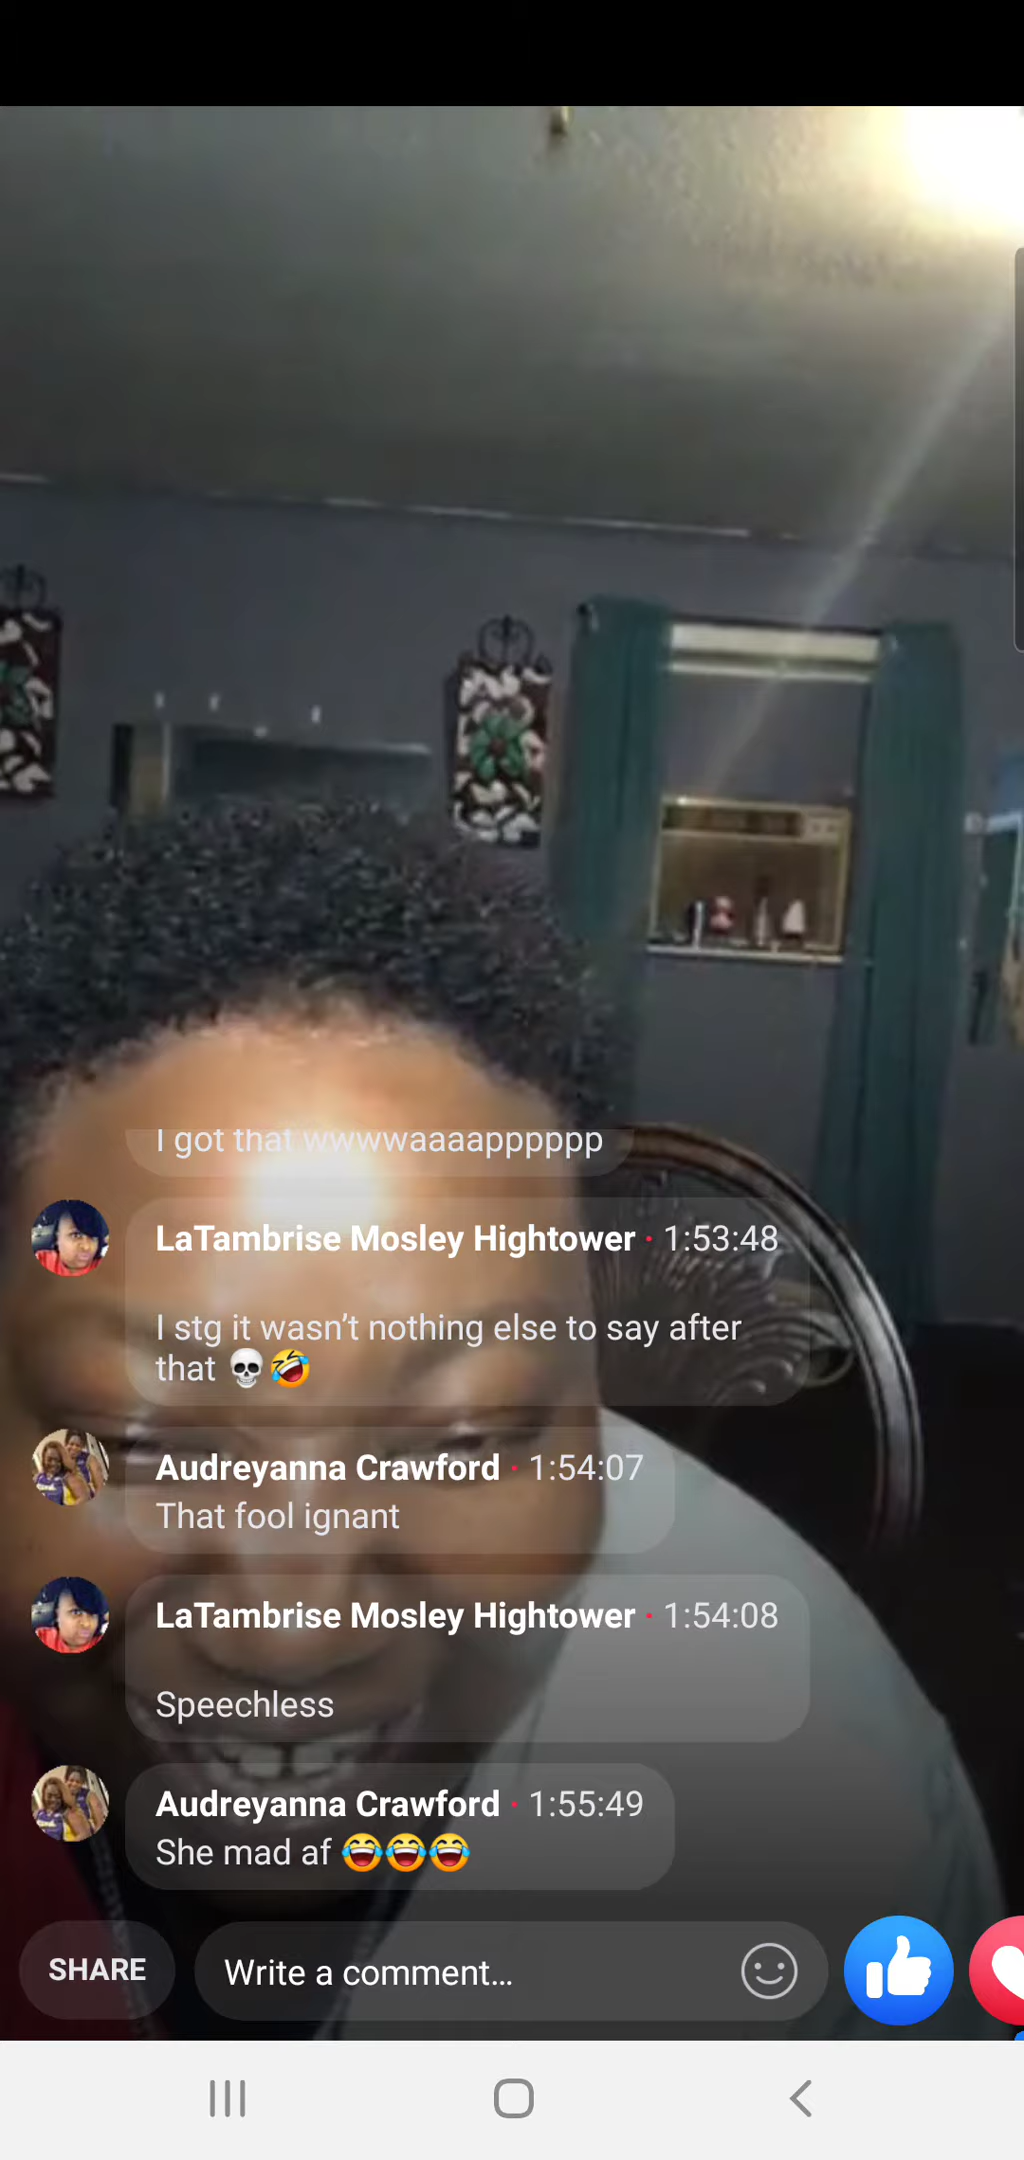 I got that wwwwaaaapppppp
LaTambrise Mosley Hightower · 1:53:48
I stg it wasn’t nothing else to say after
that 💀🤣
Audreyanna Crawford · 1:54:07
That fool ignant
LaTambrise Mosley Hightower · 1:54:08
Speechless
Audreyanna Crawford · 1:55:49
She mad af 😂😂😂
SHARE
Write a comment...